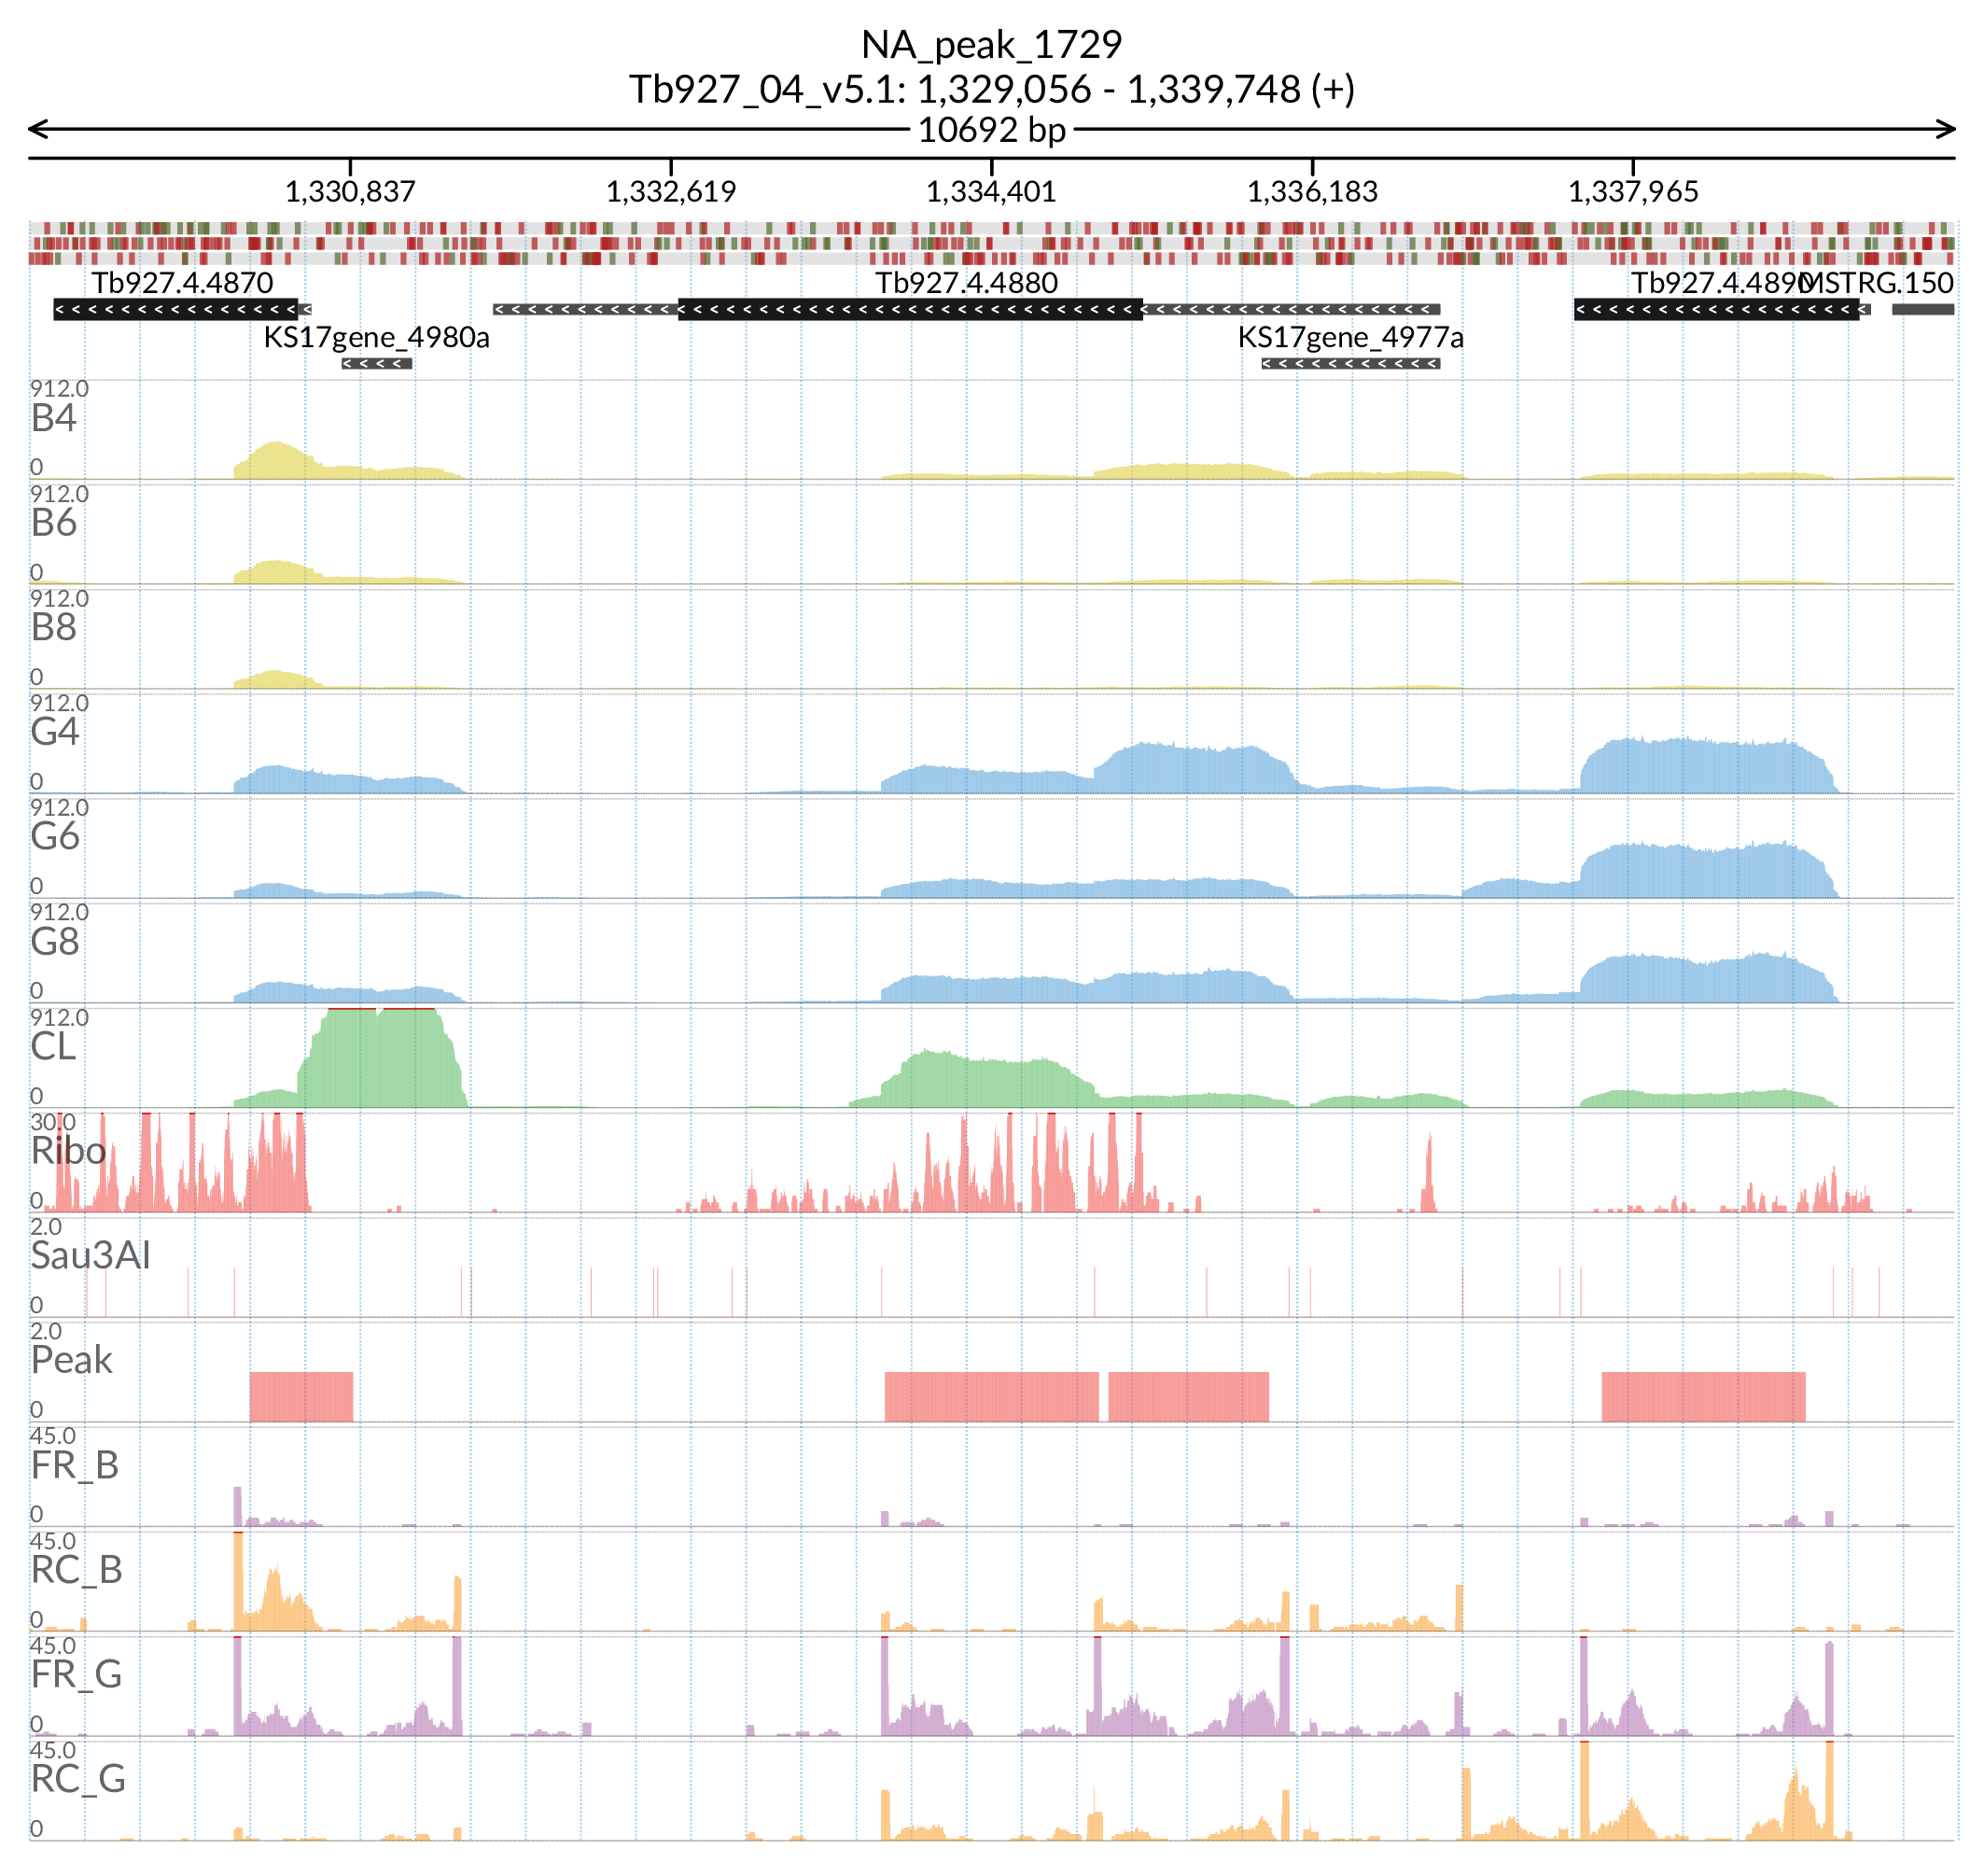 NA_peak_1729
Tb927_04_v5.1: 1,329,056 - 1,339,748 (+)
10692 bp
1,330,837 1,332,619 1,334,401 1,336,183 1,337,965
Tb927.4.4870 Tb927.4.4880 Tb927.4.4890 MSTRG.150
KS17gene_4980a KS17gene_4977a
912.0
B4
0
912.0
B6
0
912.0
B8
0
912.0
G4
0
912.0
G6
0
912.0
G8
0
912.0
CL
0
30.0
Ribo
0
2.0
Sau3AI
0
2.0
Peak
0
45.0
FR_B
0
45.0
RC_B
0
45.0
FR_G
0
45.0
RC_G
0